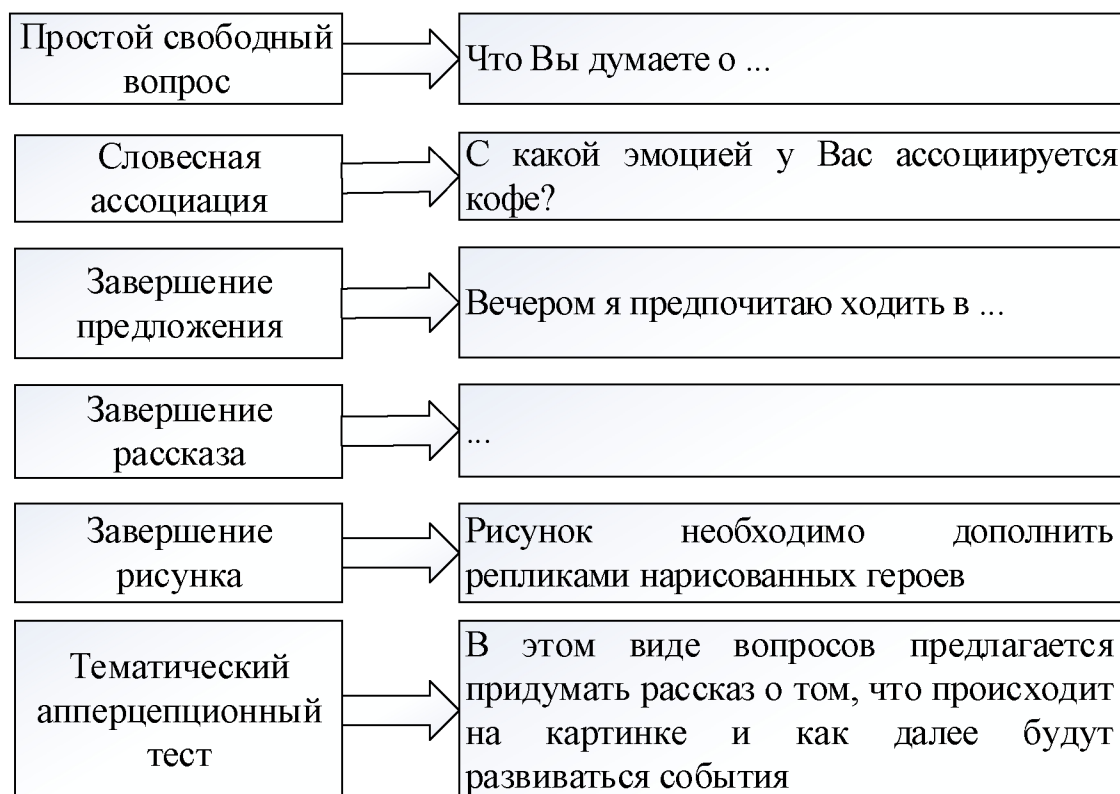 Простой свободный
вопрос
Что Вы думаете о ...
Словесная
ассоциация
С какой эмоцией у Вас ассоциируется
кофе?
Завершение
предложения
Вечером я предпочитаю ходить в ...
Завершение
рассказа
...
Завершение
рисунка
Рисунок необходимо дополнить
репликами нарисованных героев
Тематический
апперцепционный
тест
В этом виде вопросов предлагается
придумать рассказ о том, что происходит
на картинке и как далее будут
развиваться события